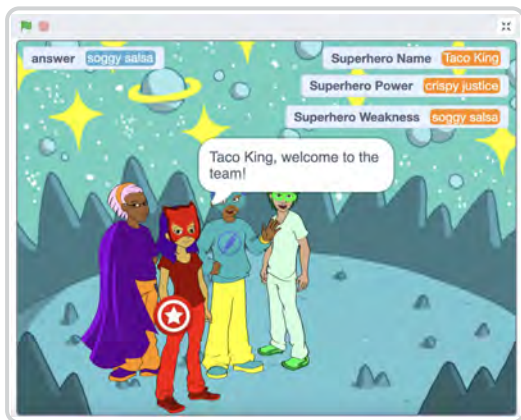 answer soggy salsa
Superhero Name Taco King
Superhero Power crispy justice
Superhero Weakness soggy salsa
Taco King, welcome to the
team!